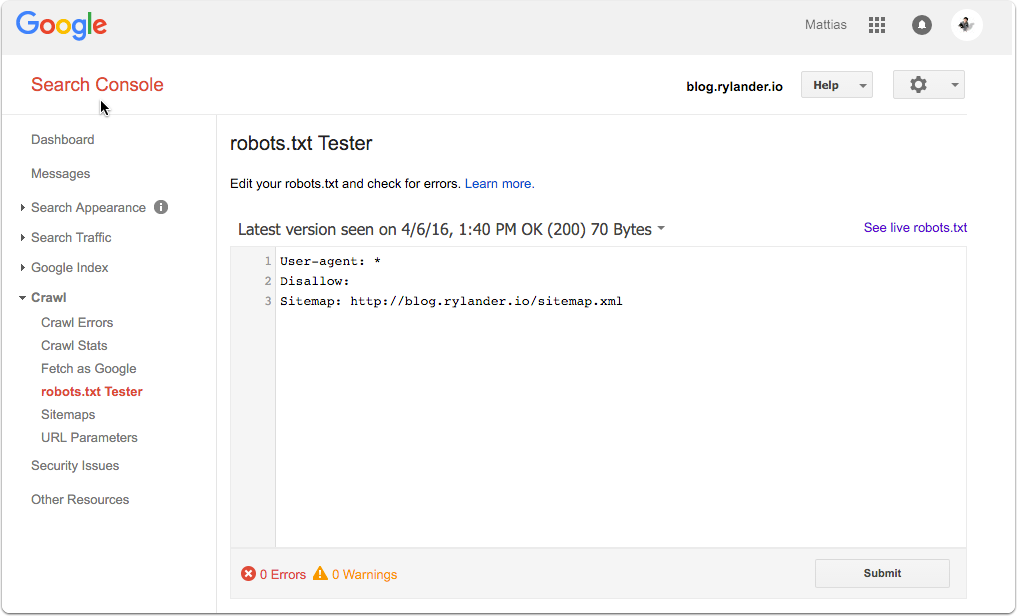 Google
Mattias
Search Console
blog.rylander.io
Help
Dashboard
Messages
Search Appearance
Search Traffic
Google Index
Crawl
Crawl Errors
Crawl Stats
Fetch as Google
robots.txt Tester
Sitemaps
URL Parameters
Security Issues
Other Resources
robots.txt Tester
Edit your robots.txt and check for errors. Learn more.
Latest version seen on 4/6/16, 1:40 PM OK (200) 70 Bytes
See live robots.txt
1 User-agent: *
2 Disallow:
3 Sitemap: http://blog.rylander.io/sitemap.xml
0 Errors 0 Warnings
Submit